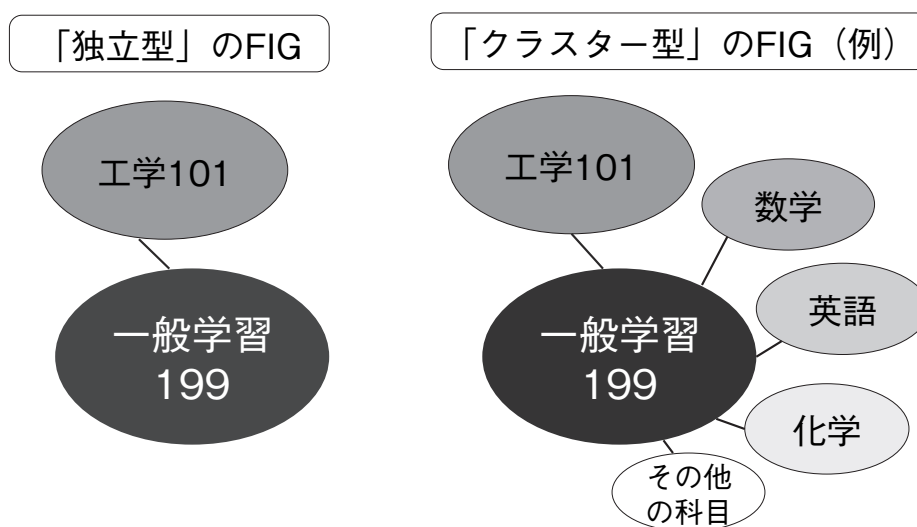 「独立型」のFIG
工学101
一般学習
199
「クラスター型」のFIG（例）
工学101
数学
英語
一般学習
199
化学
その他
の科目